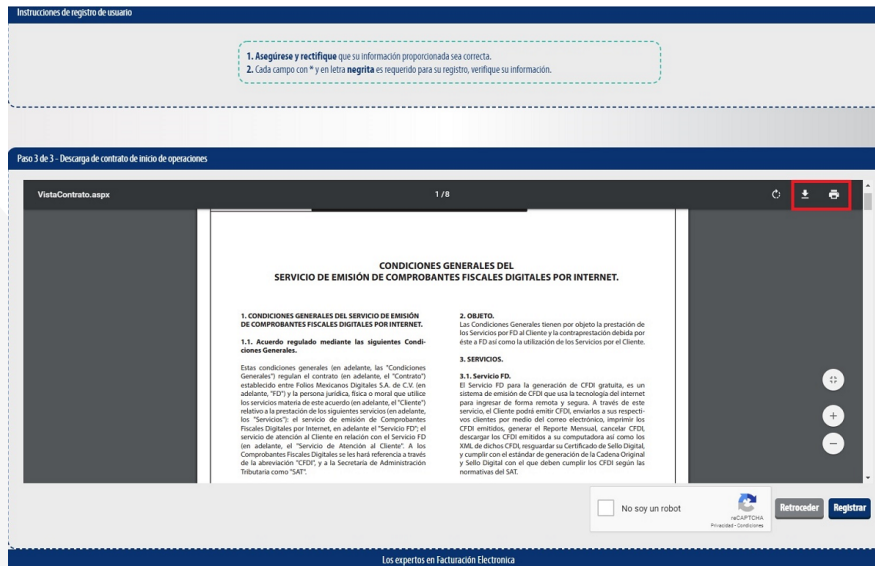 Instrucciones de registro de usuario
1. Asegúrese y rectifique que su información proporcionada sea correcta.
2. Cada campo con * y en letra negrita es requerido para su registro, verifique su información.
Paso 3 de 3 - Descarga de contrato de inicio de operaciones
VistaContrato.aspx
1 / 8
CONDICIONES GENERALES DEL
SERVICIO DE EMISIÓN DE COMPROBANTES FISCALES DIGITALES POR INTERNET.
1. CONDICIONES GENERALES DEL SERVICIO DE EMISIÓN
DE COMPROBANTES FISCALES DIGITALES POR INTERNET.
1.1. Acuerdo regulado mediante las siguientes Condi-
ciones Generales.
Estas condiciones generales (en adelante, las "Condiciones
Generales") regulan el contrato (en adelante, el "Contrato")
establecido entre Folios Mexicanos Digitales S.A. de C.V. (en
adelante, "FD") y la persona jurídica, física o moral que utilice
los servicios materia de este acuerdo (en adelante, el "Cliente")
relativo a la prestación de los siguientes servicios (en adelante,
los "Servicios"): el servicio de emisión de Comprobantes
Fiscales Digitales por Internet, en adelante el "Servicio FD"; el
servicio de atención al Cliente en relación con el Servicio FD
(en adelante, el "Servicio de Atención al Cliente". A los
Comprobantes Fiscales Digitales se les hará referencia a través
de la abreviación "CFDI", y a la Secretaría de Administración
Tributaria como "SAT".
2. OBJETO.
Las Condiciones Generales tienen por objeto la prestación de
los Servicios por FD al Cliente y la contraprestación debida por
éste a FD así como la utilización de los Servicios por el Cliente.
3. SERVICIOS.
3.1. Servicio FD.
El Servicio FD para la generación de CFDI gratuita, es un
sistema de emisión de CFDI que usa la tecnología del internet
para ingresar de forma remota y segura. A través de este
servicio, el Cliente podrá emitir CFDI, enviarlos a sus respecti-
vos clientes por medio del correo electrónico, imprimir los
CFDI emitidos, generar el Reporte Mensual, cancelar CFDI,
descargar los CFDI emitidos a su computadora así como los
XML de dichos CFDI, resguardar su Certificado de Sello Digital,
y cumplir con el estándar de generación de la Cadena Original
y Sello Digital con el que deben cumplir los CFDI según las
normativas del SAT.
No soy un robot
reCAPTCHA
Privacidad - Condiciones
Retroceder
Registrar
Los expertos en Facturación Electronica